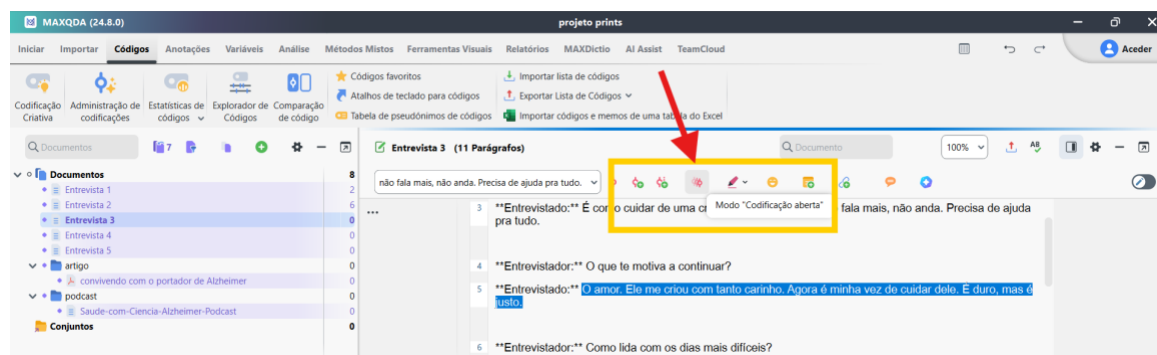 MAXQDA (24.8.0)
projeto prints
Iniciar Importar Códigos Anotações Variáveis Análise Métodos Mistos Ferramentas Visuais Relatórios MAXDictio AI Assist TeamCloud
Aceder
Codificação Criativa
Administração de codificações
Estatísticas de códigos
Explorador de Códigos
Comparação de código
Códigos favoritos
Atalhos de teclado para códigos
Tabela de pseudónimos de códigos
Importar lista de códigos
Exportar Lista de Códigos
Importar códigos e memos de uma tabela do Excel
Documentos
7
Entrevista 3 (11 Parágrafos)
Documento
100%
Documentos 8
Entrevista 1 2
Entrevista 2 6
Entrevista 3 0
Entrevista 4 0
Entrevista 5 0
artigo 0
convivendo com o portador de Alzheimer 0
podcast 0
Saude-com-Ciencia-Alzheimer-Podcast 0
Conjuntos 0
não fala mais, não anda. Precisa de ajuda pra tudo.
Modo "Codificação aberta"
...
3 **Entrevistado:** É como cuidar de uma fala mais, não anda. Precisa de ajuda
pra tudo.
4 **Entrevistador:** O que te motiva a continuar?
5 **Entrevistado:** O amor. Ele me criou com tanto carinho. Agora é minha vez de cuidar dele. É duro, mas é
justo.
6 **Entrevistador:** Como lida com os dias mais difíceis?